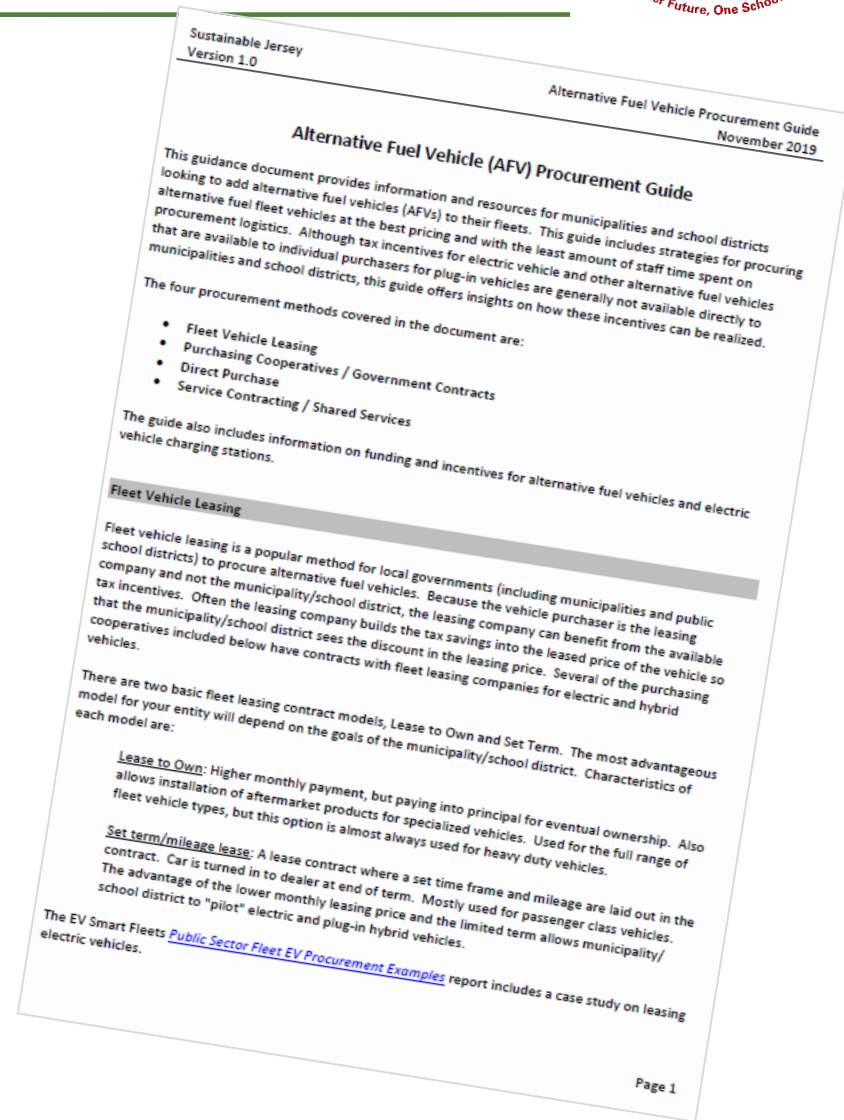 Future, One
Sustainable Jersey
Version 1.0
Alternative Fuel Vehicle Procurement Guide
November 2019
Alternative Fuel Vehicle (AFV) Procurement Guide
This guidance document provides information and resources for municipalities and school districts
looking to add alternative fuel vehicles (AFVs) to their fleets. This guide includes strategies for procuring
alternative fuel fleet vehicles at the best pricing and with the least amount of staff time spent on
procurement logistics. Although tax incentives for electric vehicle and other alternative fuel vehicles
that are available to individual purchasers for plug-in vehicles are generally not available directly to
municipalities and school districts, this guide offers insights on how these incentives can be realized.
The four procurement methods covered in the document are:
• Fleet Vehicle Leasing
• Purchasing Cooperatives / Government Contracts
• Direct Purchase
• Service Contracting / Shared Services
The guide also includes information on funding and incentives for alternative fuel vehicles and electric
vehicle charging stations.
Fleet Vehicle Leasing
Fleet vehicle leasing is a popular method for local governments (including municipalities and public
school districts) to procure alternative fuel vehicles. Because the vehicle purchaser is the leasing
company and not the municipality/school district, the leasing company can benefit from the available
tax incentives. Often the leasing company builds the tax savings into the leased price of the vehicle so
that the municipality/school district sees the discount in the leasing price. Several of the purchasing
cooperatives included below have contracts with fleet leasing companies for electric and hybrid
vehicles.
There are two basic fleet leasing contract models, Lease to Own and Set Term. The most advantageous
model for your entity will depend on the goals of the municipality/school district. Characteristics of
each model are:
Lease to Own: Higher monthly payment, but paying into principal for eventual ownership. Also
allows installation of aftermarket products for specialized vehicles. Used for the full range of
fleet vehicle types, but this option is almost always used for heavy duty vehicles.
Set term/mileage lease: A lease contract where a set time frame and mileage are laid out in the
contract. Car is turned in to dealer at end of term. Mostly used for passenger class vehicles.
The advantage of the lower monthly leasing price and the limited term allows municipality/
school district to "pilot" electric and plug-in hybrid vehicles.
The EV Smart Fleets Public Sector Fleet EV Procurement Examples report includes a case study on leasing
electric vehicles.
Page 1